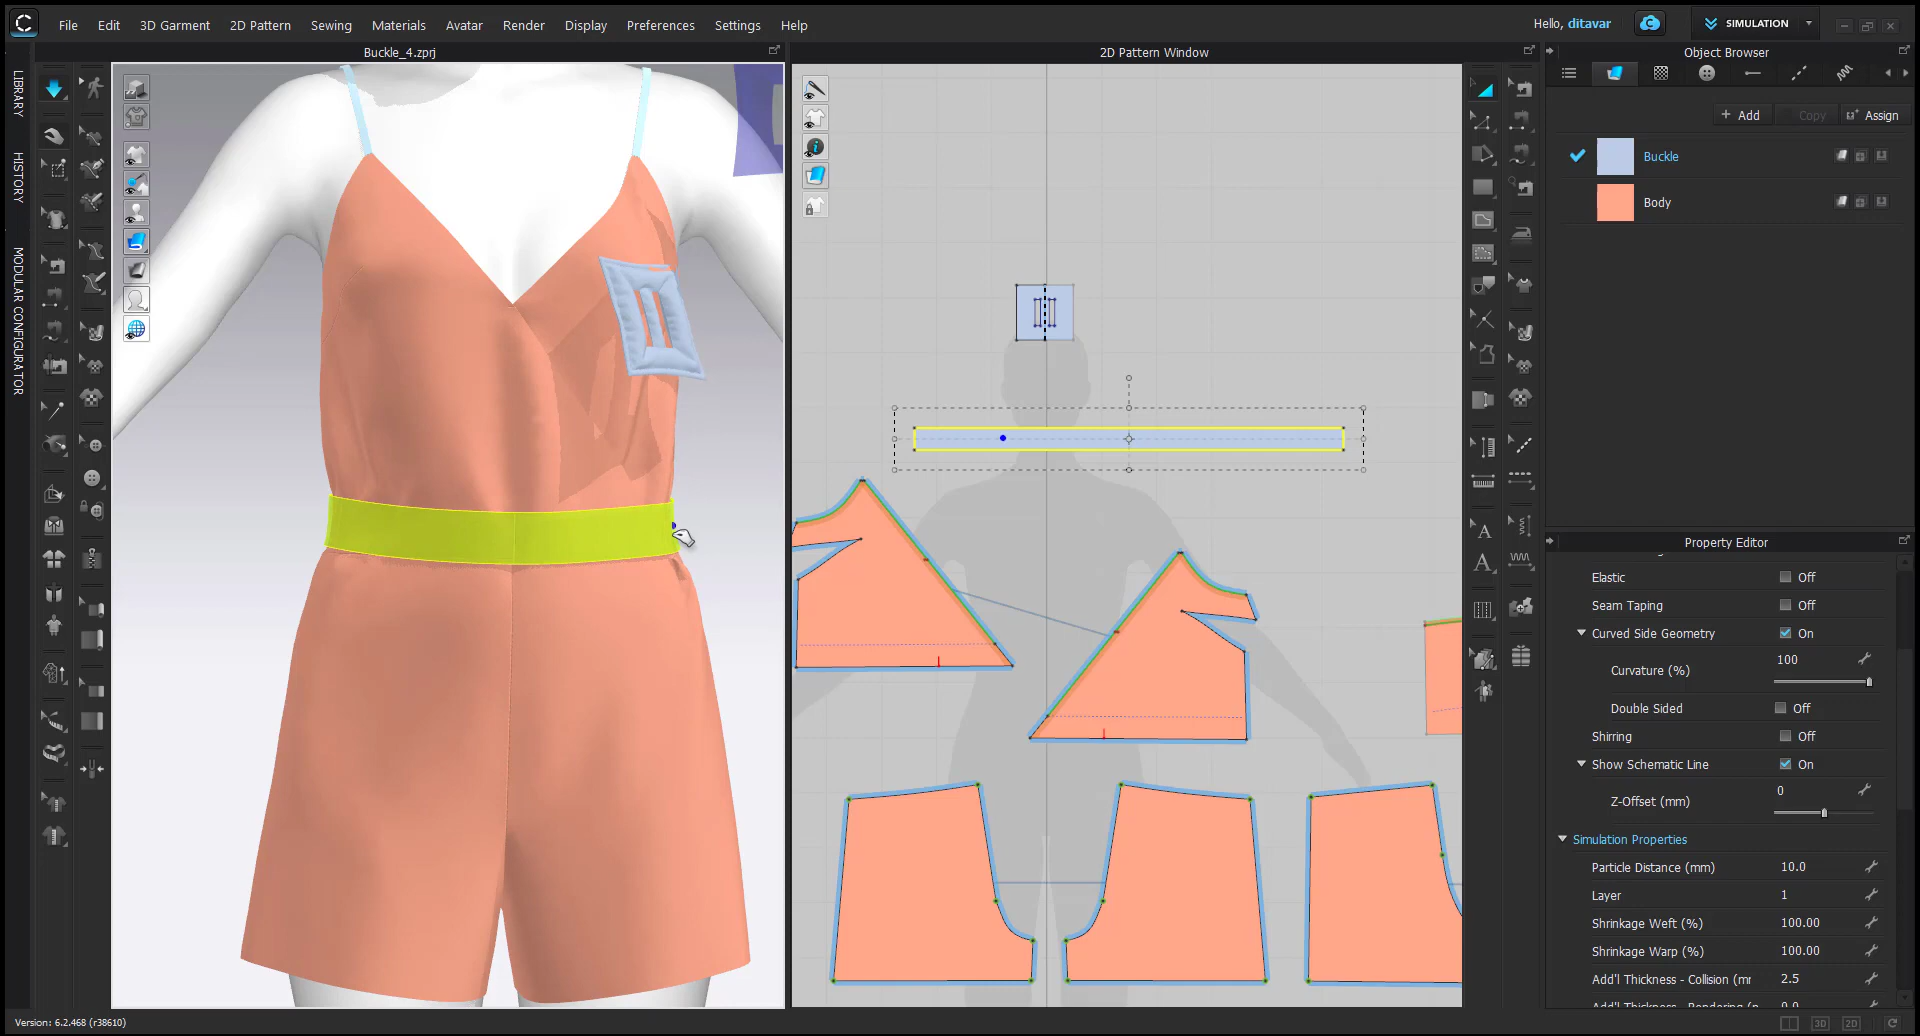 File Edit 3D Garment 2D Pattern Sewing Materials Avatar Render Display Preferences Settings Help
Hello, ditavar
SIMULATION
Buckle_4.zprj
2D Pattern Window
Object Browser
LIBRARY
HISTORY
MODULAR CONFIGURATOR
+ Add
Copy
Assign
Buckle
Body
Property Editor
Elastic Off
Seam Taping Off
Curved Side Geometry On
Curvature (%) 100
Double Sided Off
Shirring Off
Show Schematic Line On
Z-Offset (mm) 0
Simulation Properties
Particle Distance (mm) 10.0
Layer 1
Shrinkage Weft (%) 100.00
Shrinkage Warp (%) 100.00
Add'l Thickness - Collision (mr 2.5
Version: 6.2.468 (r38610)
3D
2D